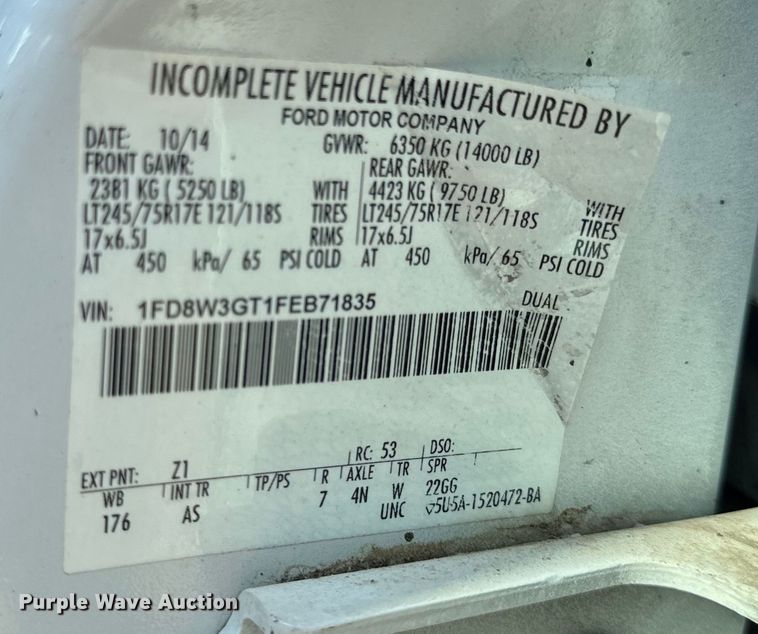 INCOMPLETE VEHICLE MANUFACTURED BY
FORD MOTOR COMPANY
DATE: 10/14 GVWR: 6350 KG (14000 LB)
FRONT GAWR: REAR GAWR:
2381 KG ( 5250 LB) WITH 4423 KG ( 9750 LB) WITH
LT245/75R17E 121/118S TIRES LT245/75R17E 121/118S TIRES
17x6.5J RIMS 17x6.5J RIMS
AT 450 kPa/ 65 PSI COLD AT 450 kPa/ 65 PSI COLD
VIN: 1FD8W3GT1FEB71835 DUAL
EXT PNT: Z1 RC: 53 DSO:
WB INT TR TP/PS R AXLE TR SPR
176 AS 7 4N W 22GG
UNC 5U5A-1520472-BA
Purple Wave Auction